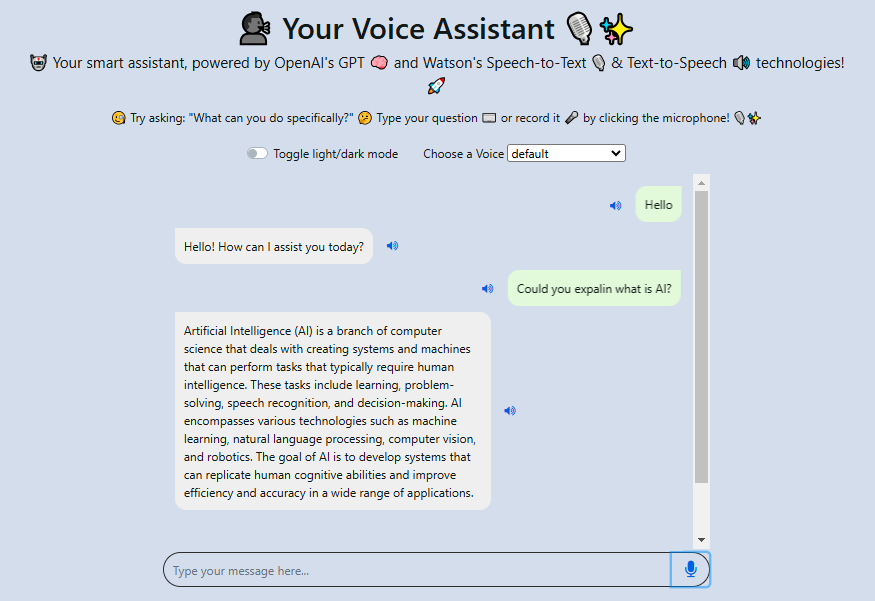 Your Voice Assistant
Your smart assistant, powered by OpenAI's GPT and Watson's Speech-to-Text & Text-to-Speech technologies!
Try asking: "What can you do specifically?" Type your question or record it by clicking the microphone!
Toggle light/dark mode Choose a Voice default
Hello
Hello! How can I assist you today?
Could you expalin what is AI?
Artificial Intelligence (AI) is a branch of computer
science that deals with creating systems and machines
that can perform tasks that typically require human
intelligence. These tasks include learning, problem-
solving, speech recognition, and decision-making. AI
encompasses various technologies such as machine
learning, natural language processing, computer vision,
and robotics. The goal of AI is to develop systems that
can replicate human cognitive abilities and improve
efficiency and accuracy in a wide range of applications.
Type your message here...